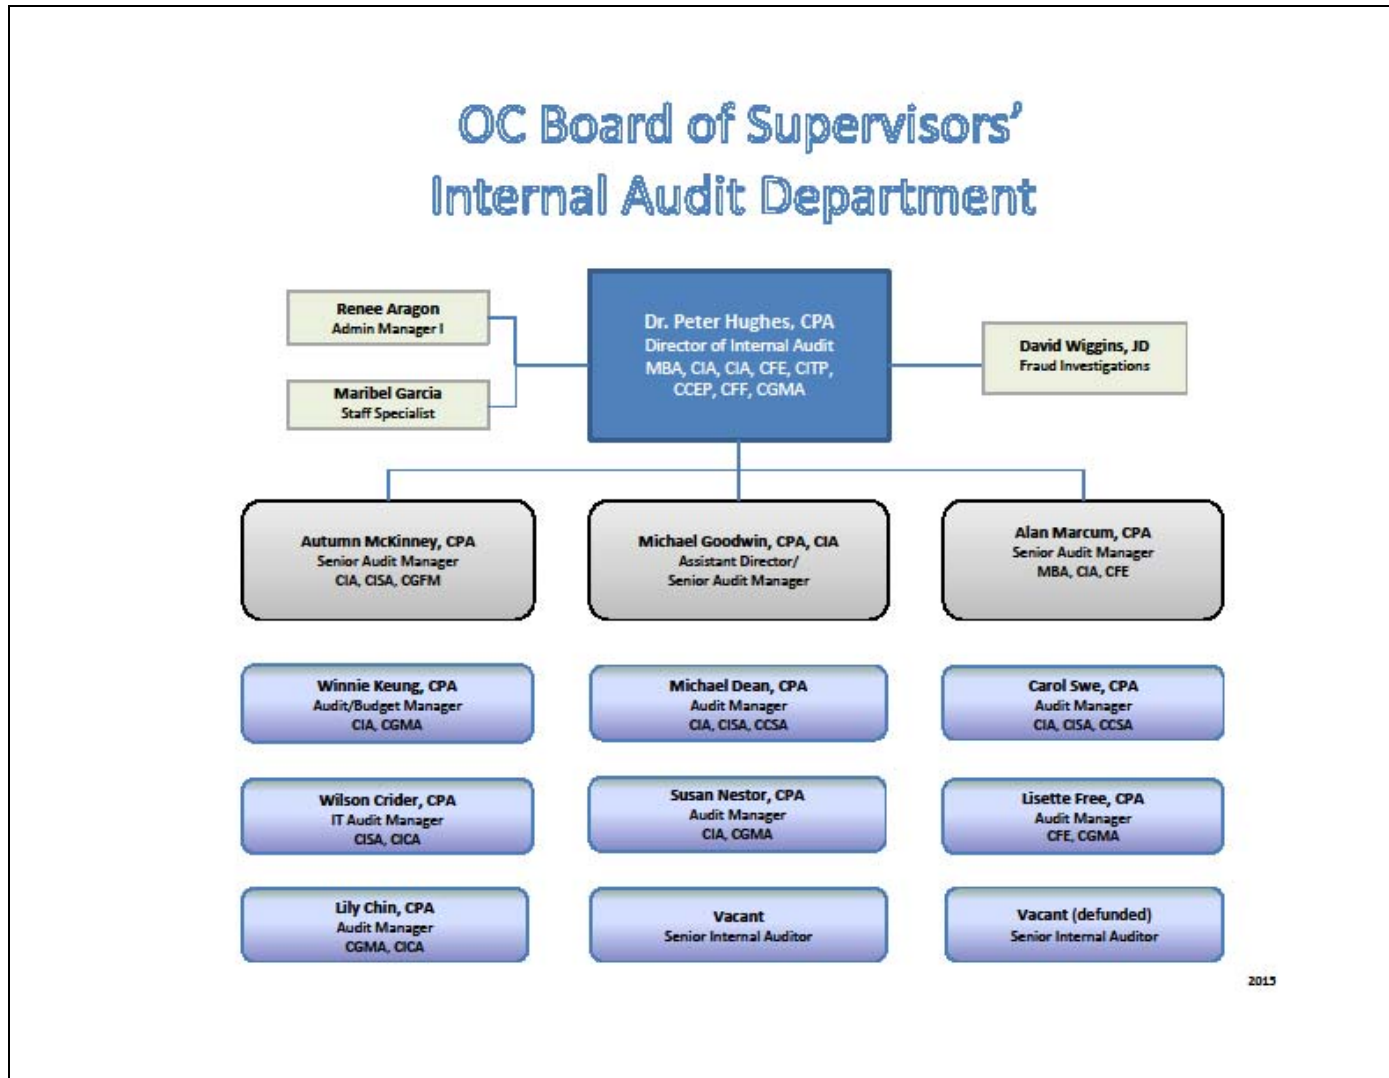 OC Board of Supervisors'
Internal Audit Department
Renee Aragon
Admin Manager I
Maribel Garcia
Staff Specialist
Dr. Peter Hughes, CPA
Director of Internal Audit
MBA, CIA, CIA, CFE, CITP,
CCEP, CFF, CGMA
David Wiggins, JD
Fraud Investigations
Autumn McKinney, CPA
Senior Audit Manager
CIA, CISA, CGFM
Michael Goodwin, CPA, CIA
Assistant Director/
Senior Audit Manager
Alan Marcum, CPA
Senior Audit Manager
MBA, CIA, CFE
Winnie Keung, CPA
Audit/Budget Manager
CIA, CGMA
Michael Dean, CPA
Audit Manager
CIA, CISA, CCSA
Carol Swe, CPA
Audit Manager
CIA, CISA, CCSA
Wilson Crider, CPA
IT Audit Manager
CISA, CICA
Susan Nestor, CPA
Audit Manager
CIA, CGMA
Lisette Free, CPA
Audit Manager
CFE, CGMA
Lily Chin, CPA
Audit Manager
CGMA, CICA
Vacant
Senior Internal Auditor
Vacant (defunded)
Senior Internal Auditor
2015